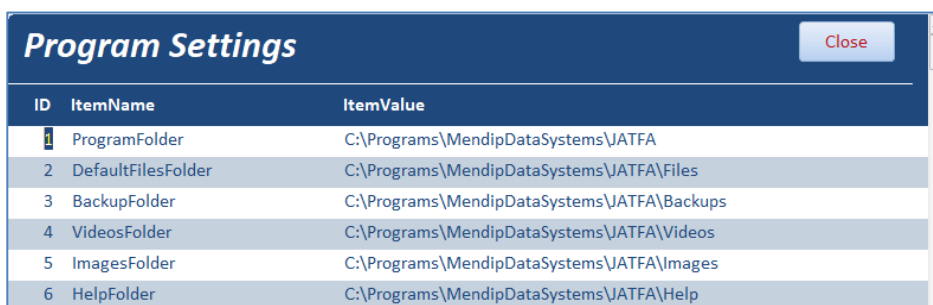 Program Settings
Close
ID ItemName ItemValue
1 ProgramFolder C:\Programs\MendipDataSystems\JATFA
2 DefaultFilesFolder C:\Programs\MendipDataSystems\JATFA\Files
3 BackupFolder C:\Programs\MendipDataSystems\JATFA\Backups
4 VideosFolder C:\Programs\MendipDataSystems\JATFA\Videos
5 ImagesFolder C:\Programs\MendipDataSystems\JATFA\Images
6 HelpFolder C:\Programs\MendipDataSystems\JATFA\Help